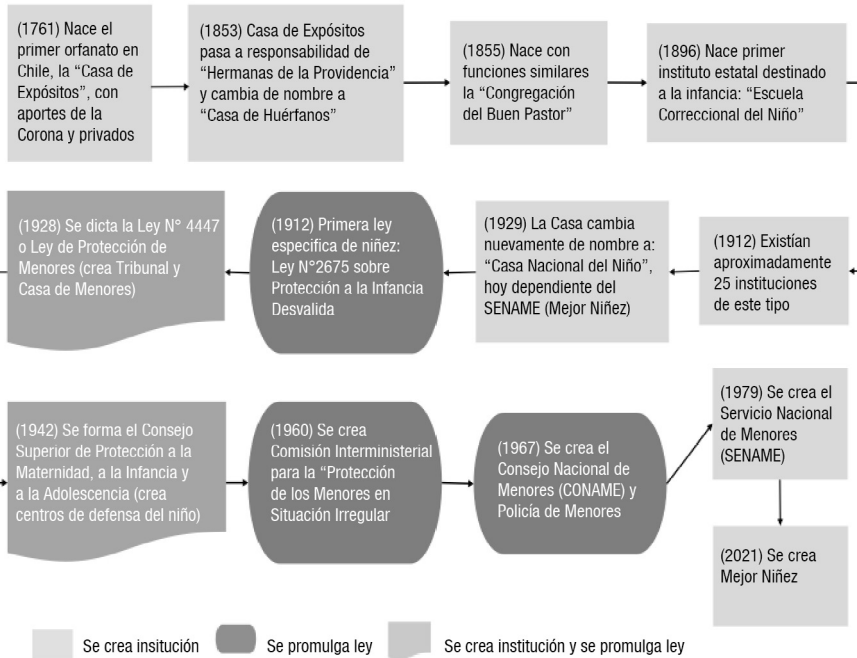 (1761) Nace el
primer orfanato en
Chile, la “Casa de
Expósitos”, con
aportes de la
Corona y privados
(1853) Casa de Expósitos
pasa a responsabilidad de
“Hermanas de la Providencia”
y cambia de nombre a
“Casa de Huérfanos”
(1855) Nace con
funciones similares
la “Congregación
del Buen Pastor”
(1896) Nace primer
instituto estatal destinado
a la infancia: “Escuela
Correccional del Niño”
(1912) Existían
aproximadamente
25 instituciones
de este tipo
(1929) La Casa cambia
nuevamente de nombre a:
“Casa Nacional del Niño”,
hoy dependiente del
SENAME (Mejor Niñez)
(1912) Primera ley
especifica de niñez:
Ley N°2675 sobre
Protección a la Infancia
Desvalida
(1928) Se dicta la Ley N° 4447
o Ley de Protección de
Menores (crea Tribunal y
Casa de Menores)
(1942) Se forma el Consejo
Superior de Protección a la
Maternidad, a la Infancia y
a la Adolescencia (crea
centros de defensa del niño)
(1960) Se crea
Comisión Interministerial
para la “Protección
de los Menores en
Situación Irregular
(1967) Se crea el
Consejo Nacional de
Menores (CONAME) y
Policía de Menores
(1979) Se crea el
Servicio Nacional
de Menores
(SENAME)
(2021) Se crea
Mejor Niñez
Se crea insitución
Se promulga ley
Se crea institución y se promulga ley